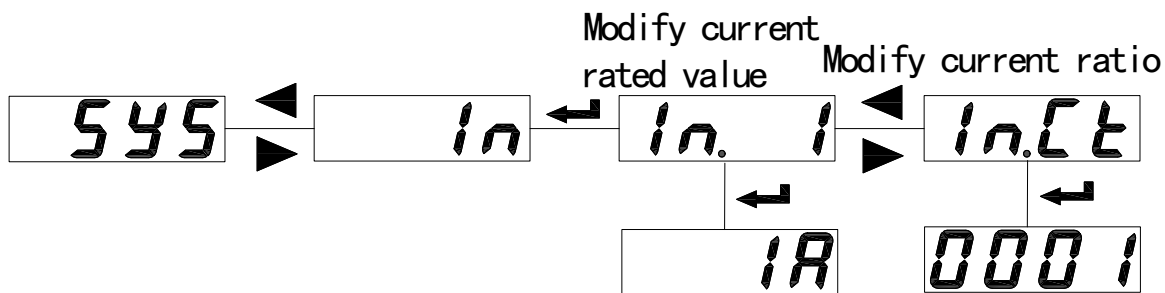 Modify current
rated value
Modify current ratio
SYS
In
In. 1
In.Ct
1A
0001